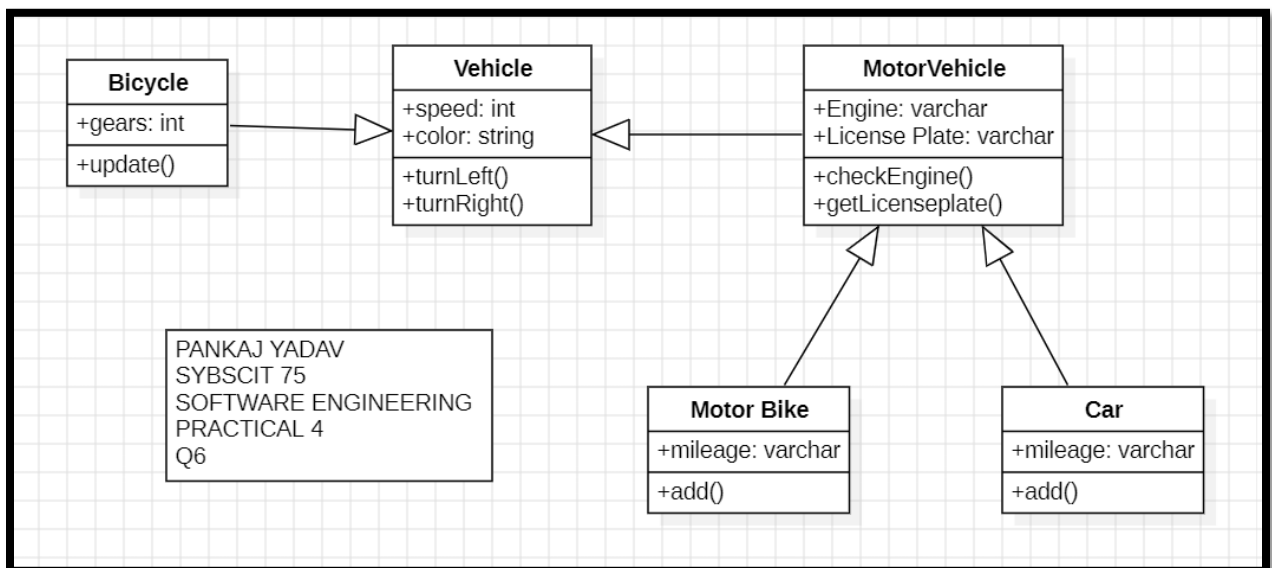 Bicycle
+gears: int
+update()
Vehicle
+speed: int
+color: string
+turnLeft()
+turnRight()
MotorVehicle
+Engine: varchar
+License Plate: varchar
+checkEngine()
+getLicenseplate()
PANKAJ YADAV
SYBSCIT 75
SOFTWARE ENGINEERING
PRACTICAL 4
Q6
Motor Bike
+mileage: varchar
+add()
Car
+mileage: varchar
+add()